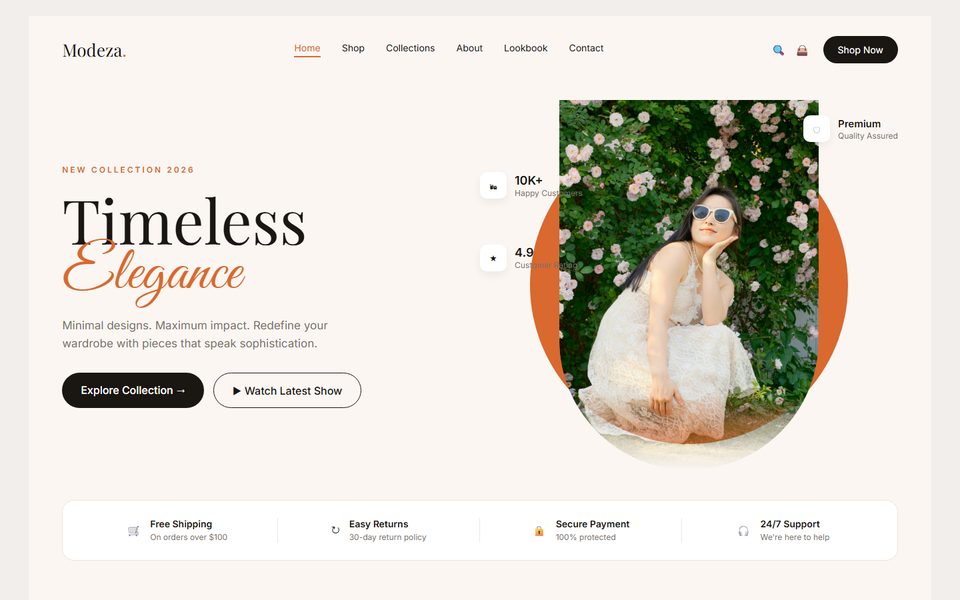 Modeza.
Home
Shop
Collections
About
Lookbook
Contact
Shop Now
NEW COLLECTION 2026
Timeless
Elegance
Minimal designs. Maximum impact. Redefine your
wardrobe with pieces that speak sophistication.
Explore Collection →
▶ Watch Latest Show
10K+
Happy Customers
4.9
Customer Rating
Premium
Quality Assured
Free Shipping
On orders over $100
Easy Returns
30-day return policy
Secure Payment
100% protected
24/7 Support
We're here to help